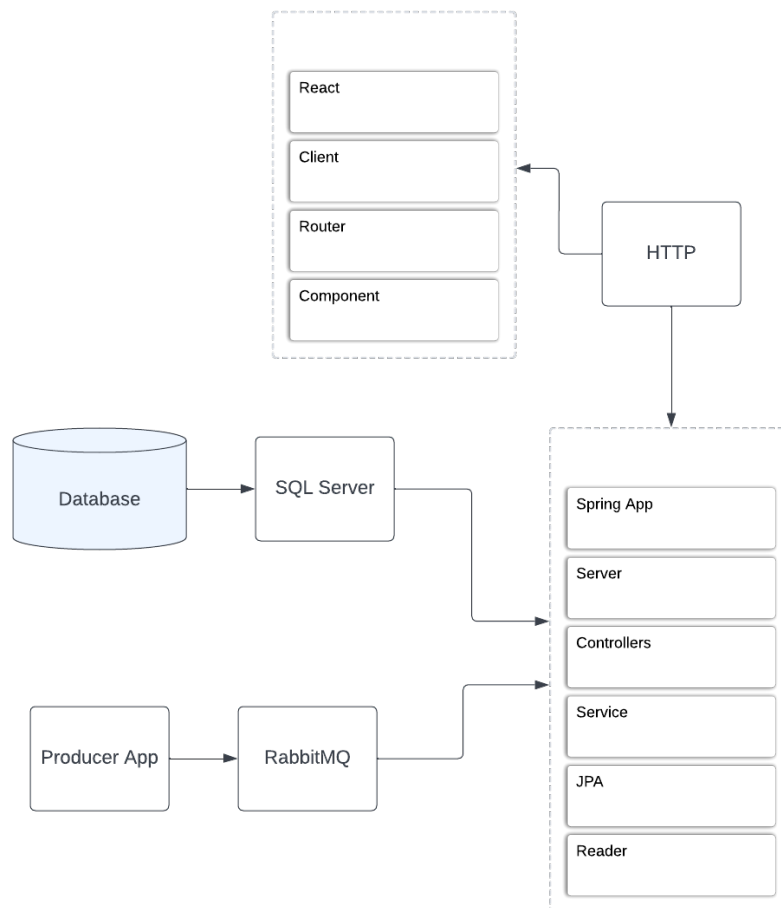 React
Client
Router
Component
HTTP
Database
SQL Server
Spring App
Server
Controllers
Service
JPA
Reader
Producer App
RabbitMQ